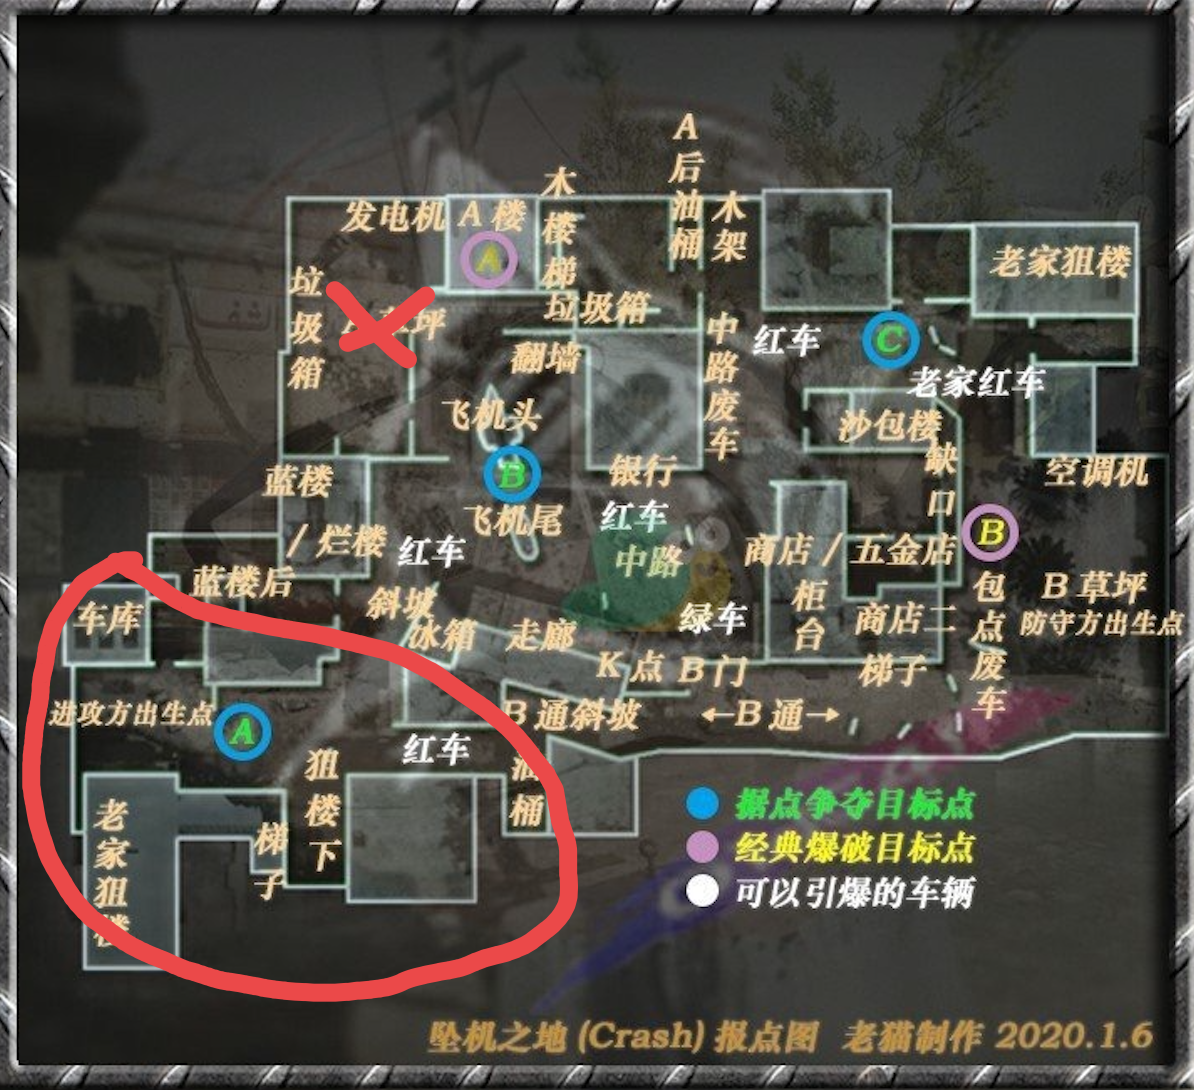 A后油桶
木楼梯
木架
发电机
A 楼
A
老家狙楼
垃圾箱
坪
垃圾箱
中路废车
红车
C
翻墙
老家红车
飞机头
沙包楼
缺口
空调机
蓝楼
B
银行
飞机尾
红车
/ 烂楼
红车
中路
商店 / 五金店
B
蓝楼后
包点废车
B 草坪
防守方出生点
车库
斜坡
冰箱
走廊
绿车
柜台
商店二
K 点
B 门
梯子
进攻方出生点
A
B 通斜坡
←B 通→
红车
狙楼下
油桶
老家狙楼
梯子
据点争夺目标点
经典爆破目标点
可以引爆的车辆
坠机之地 (Crash) 报点图 老猫制作 2020.1.6